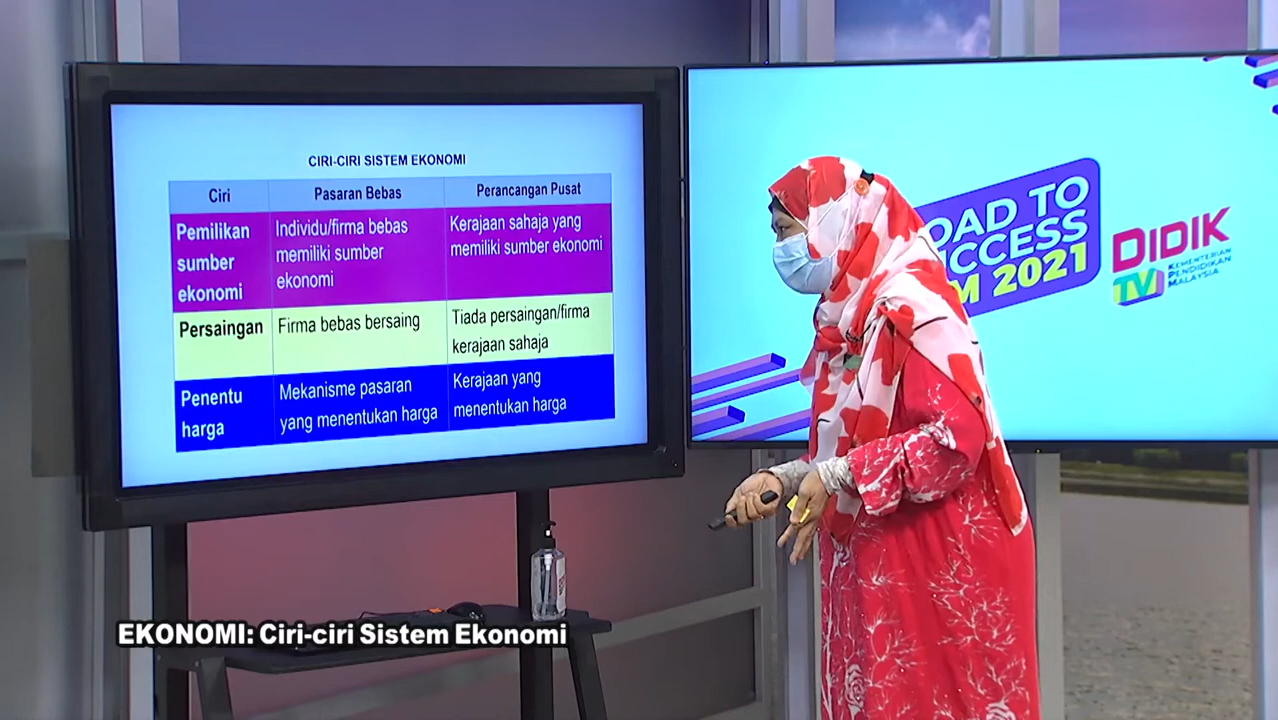 CIRI-CIRI SISTEM EKONOMI
Ciri
Pasaran Bebas
Perancangan Pusat
Pemilikan
sumber
ekonomi
Individu/firma bebas
memiliki sumber
ekonomi
Kerajaan sahaja yang
memiliki sumber ekonomi
Persaingan
Firma bebas bersaing
Tiada persaingan/firma
kerajaan sahaja
Penentu
harga
Mekanisme pasaran
yang menentukan harga
Kerajaan yang
menentukan harga
OAD TO
CCESS
M 2021
DIDIK
TV
KEMENTERIAN
PENDIDIKAN
MALAYSIA
EKONOMI: Ciri-ciri Sistem Ekonomi